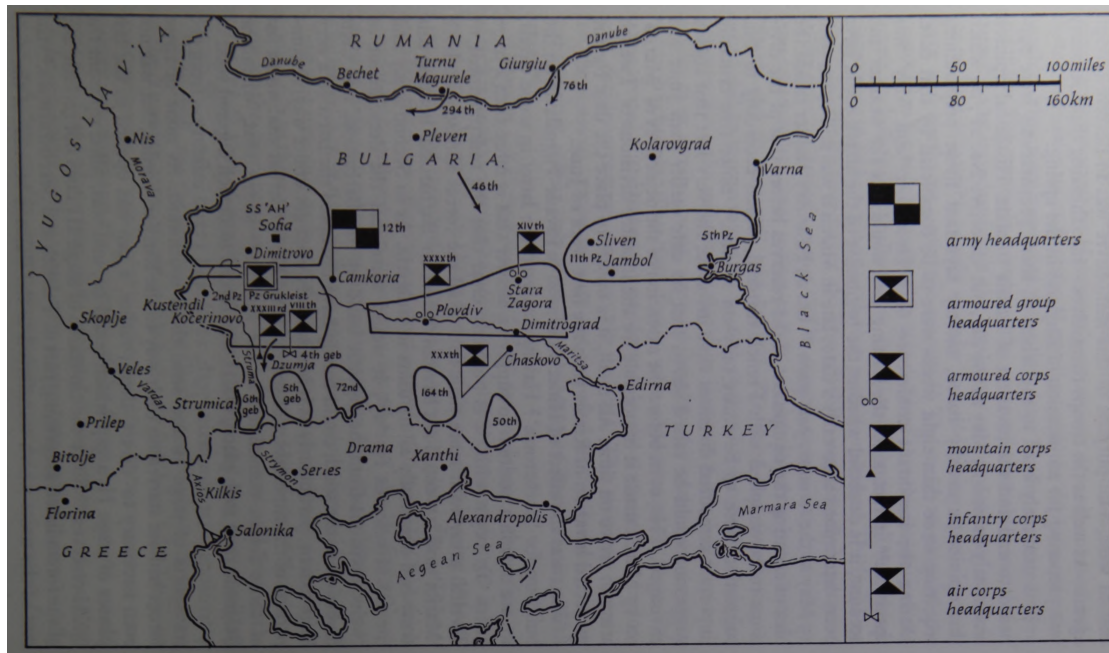 RUMANIA
Danube
Danube
Bechet
Turnu
Magurele
Giurgiu
76th
294th
YUGOSLAVIA
Nis
Morava
Pleven
Kolarovgrad
Varna
BULGARIA.
46th
SS 'AH'
Sofia
Dimitrovo
12th
Camkoria
XIVth
Stara
Zagora
XXXXth
Plovdiv
Dimitrograd
Sliven
11th Pz
Jambol
5th Pz
Burgas
Black Sea
2nd Pz
Pz Grukleist
Kustendil
Kočerinovo
XXXIIIrd
VIIIth
4th geb
Dzumja
Struma
Skoplje
Veles
Vardar
Strumica
Prilep
Bitolje
Florina
6th
geb
5th
geb
72nd
164th
50th
XXXth
Chaskovo
Maritsa
Edirna
TURKEY
Drama
Xanthi
Series
Strymon
Kilkis
Axios
Salonika
Alexandropolis
GREECE
Aegean Sea
Marmara Sea
0 50 100 miles
0 80 160 km
army headquarters
armoured group
headquarters
armoured corps
headquarters
mountain corps
headquarters
infantry corps
headquarters
air corps
headquarters